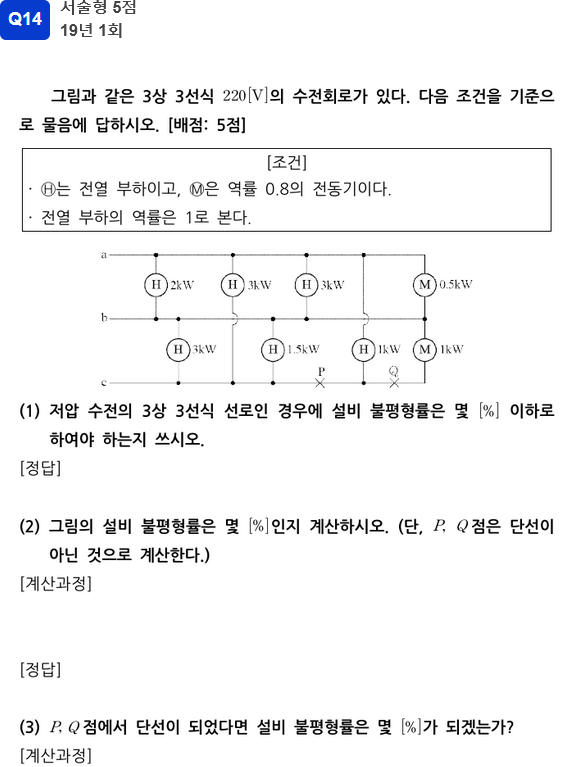 Q14
서술형 5점
19년 1회
그림과 같은 3상 3선식 220[V]의 수전회로가 있다. 다음 조건을 기준으
로 물음에 답하시오. [배점: 5점]
[조건]
· Ⓗ는 전열 부하이고, Ⓜ은 역률 0.8의 전동기이다.
· 전열 부하의 역률은 1로 본다.
a
H 2kW H 3kW H 3kW M 0.5kW
b
H 3kW H 1.5kW H 1kW M 1kW
P Q
c
(1) 저압 수전의 3상 3선식 선로인 경우에 설비 불평형률은 몇 [%] 이하로
하여야 하는지 쓰시오.
[정답]
(2) 그림의 설비 불평형률은 몇 [%]인지 계산하시오. (단, P, Q점은 단선이
아닌 것으로 계산한다.)
[계산과정]
[정답]
(3) P, Q점에서 단선이 되었다면 설비 불평형률은 몇 [%]가 되겠는가?
[계산과정]